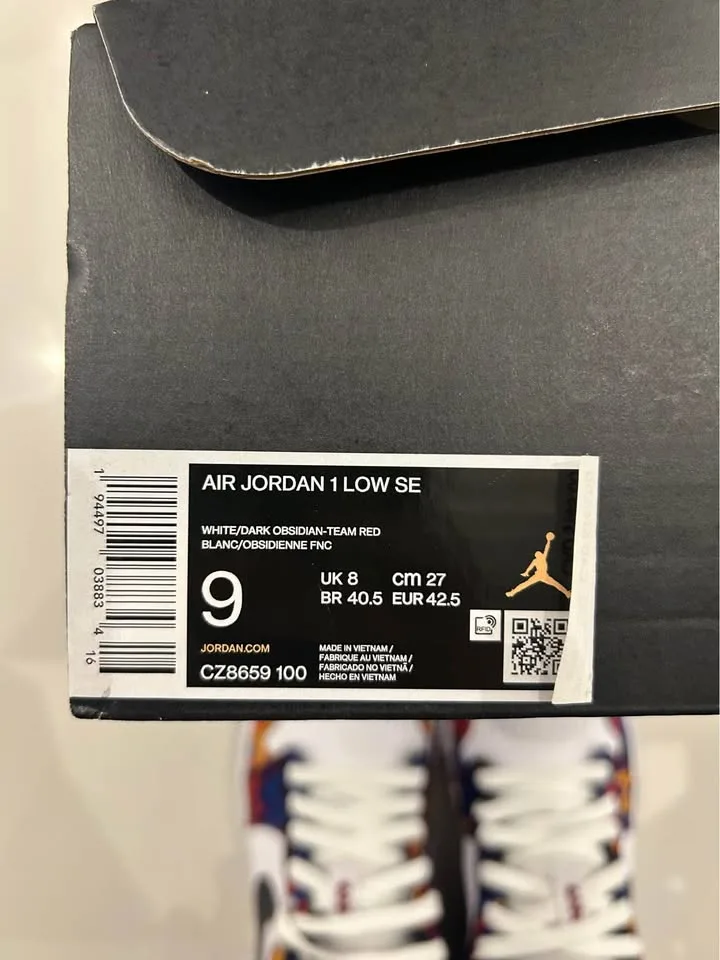 AIR JORDAN 1 LOW SE
WHITE/DARK OBSIDIAN-TEAM RED
BLANC/OBSIDIENNE FNC
9
UK 8 cm 27
BR 40.5 EUR 42.5
RFID
JORDAN.COM
CZ8659 100
MADE IN VIETNAM /
FABRIQUE AU VIETNAM /
FABRICADO NO VIETNÃ /
HECHO EN VIETNAM
1 94497 03883 4 16